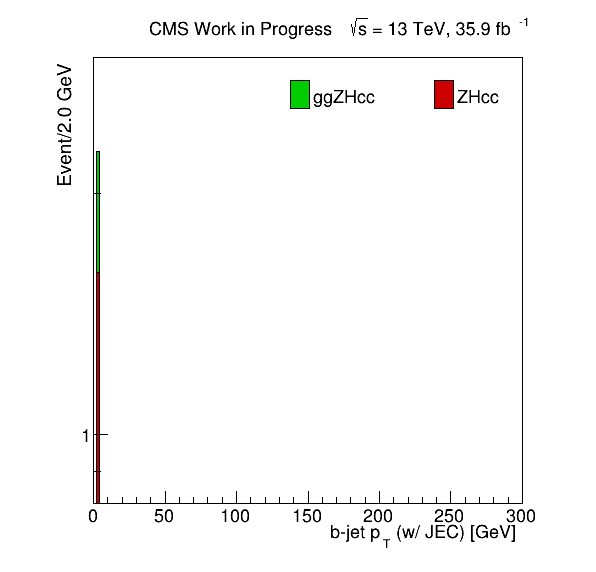 CMS Work in Progress √s = 13 TeV, 35.9 fb -1
Event/2.0 GeV
ggZHcc
ZHcc
1
0 50 100 150 200 250 300
b-jet pT (w/ JEC) [GeV]